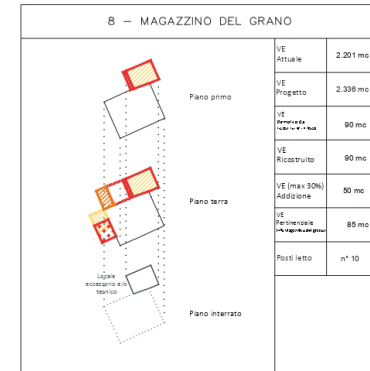 8 – MAGAZZINO DEL GRANO
VE
Attuale
2.201 mc
VE
Progetto
2.336 mc
VE
90 mc
VE
Ricostruito
90 mc
VE (max 30%)
Addizione
50 mc
VE
Pertinenziale
85 mc
Posti letto
n° 10
Piano primo
Piano terra
Locale
accessorio e/o
tecnico
Piano interrato